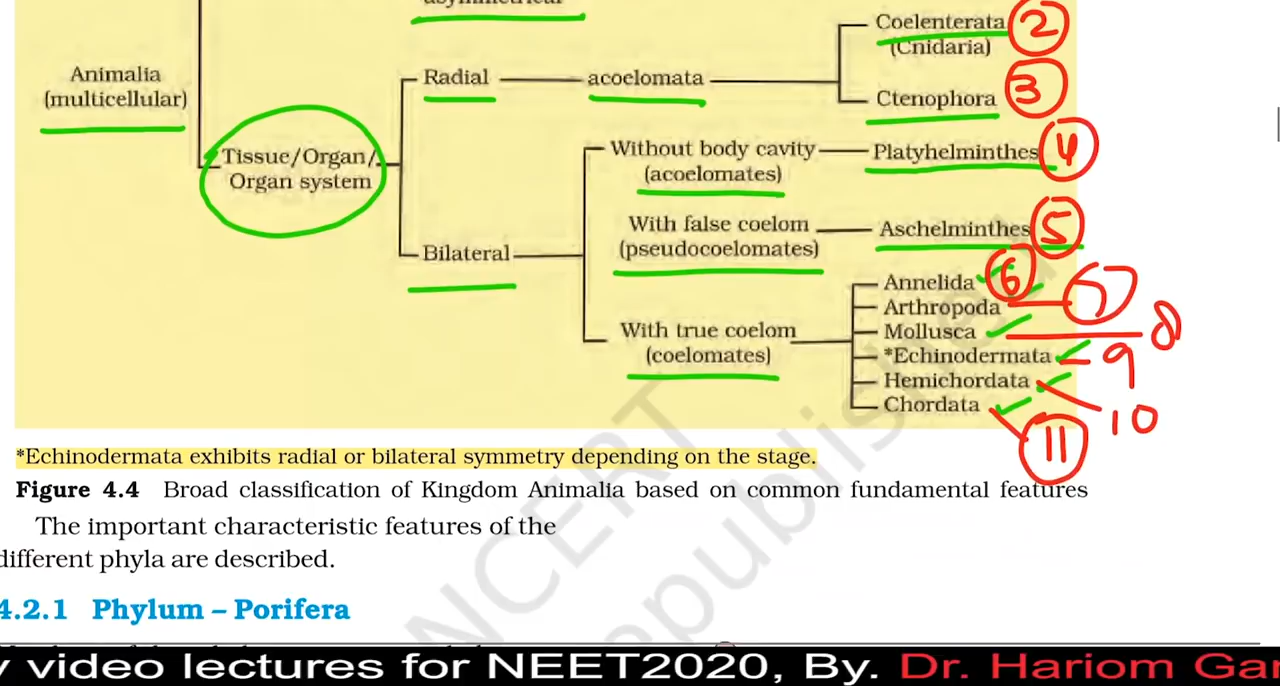 Coelenterata 2
(Cnidaria)
Animalia
(multicellular)
Radial acoelomata
Ctenophora 3
Tissue/Organ/
Organ system
Without body cavity Platyhelminthes 4
(acoelomates)
With false coelom Aschelminthes 5
(pseudocoelomates)
Bilateral
Annelida 6
Arthropoda 7
With true coelom Mollusca 8
(coelomates) *Echinodermata 9
Hemichordata 10
Chordata 11
*Echinodermata exhibits radial or bilateral symmetry depending on the stage.
Figure 4.4 Broad classification of Kingdom Animalia based on common fundamental features
The important characteristic features of the
different phyla are described.
4.2.1 Phylum – Porifera
NCERT
republished
y video lectures for NEET2020, By. Dr. Hariom Gan